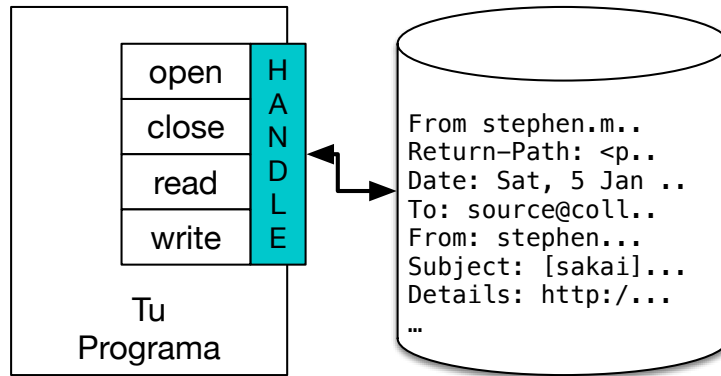 open
close
read
write
HANDLE
Tu
Programa
From stephen.m..
Return-Path: <p..
Date: Sat, 5 Jan ..
To: source@coll..
From: stephen...
Subject: [sakai]...
Details: http:/...
…